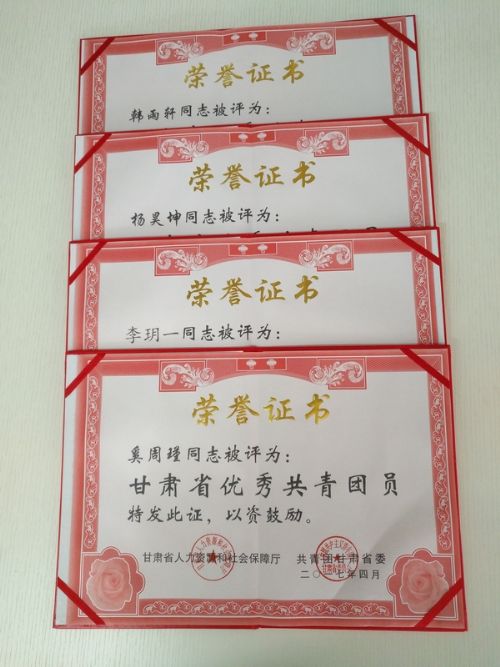 荣誉证书
韩雨轩同志被评为：
荣誉证书
杨昊坤同志被评为：
荣誉证书
李玥一同志被评为：
荣誉证书
奚周瑾同志被评为：
甘肃省优秀共青团员
特发此证，以资鼓励。
甘肃省人力资源和社会保障厅 共青团甘肃省委
二〇一七年四月